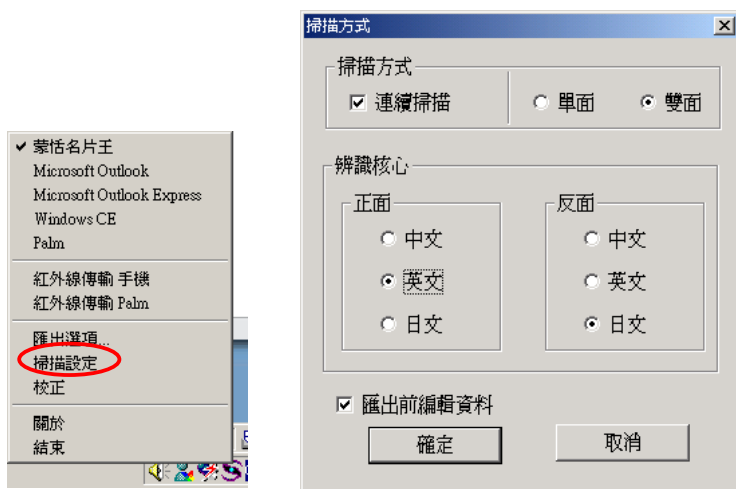 蒙恬名片王
Microsoft Outlook
Microsoft Outlook Express
Windows CE
Palm
紅外線傳輸 手機
紅外線傳輸 Palm
匯出選項...
掃描設定
校正
關於
結束
掃描方式
掃描方式
連續掃描 單面 雙面
辨識核心
正面 反面
中文 中文
英文 英文
日文 日文
匯出前編輯資料
確定 取消